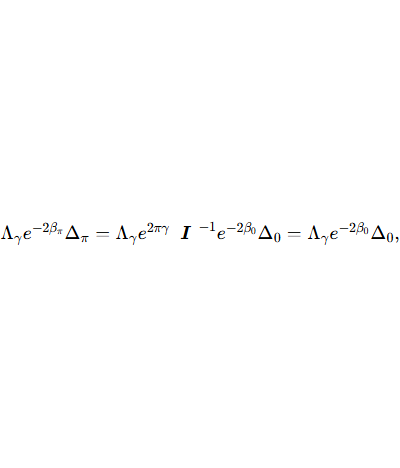 Λ_γ e^{−2β_π} Δ_π = Λ_γ e^{2πγ} 𝑰 ^{−1} e^{−2β_0} Δ_0 = Λ_γ e^{−2β_0} Δ_0,